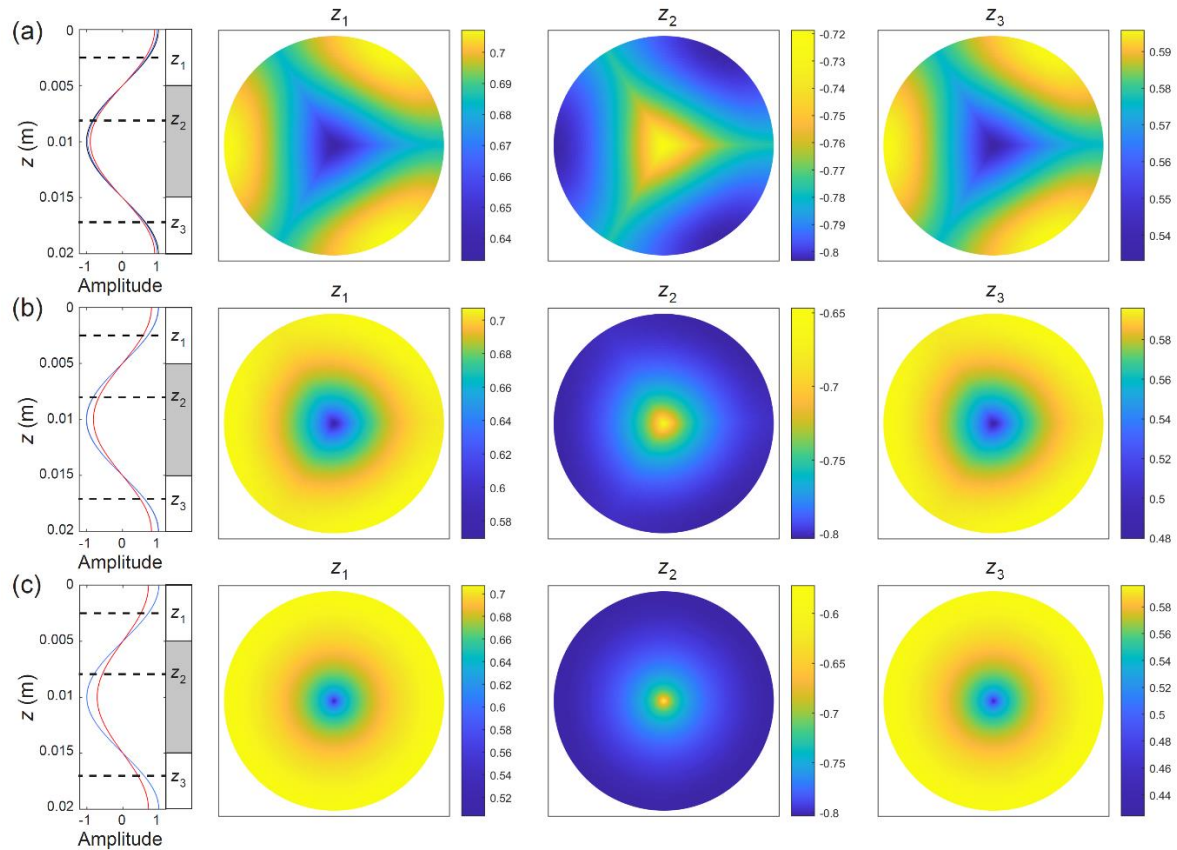 (a)
z1
z2
z3
0
0.005
0.01
0.015
0.02
z (m)
z1
z2
z3
-1 0 1
Amplitude
0.7
0.69
0.68
0.67
0.66
0.65
0.64
-0.72
-0.73
-0.74
-0.75
-0.76
-0.77
-0.78
-0.79
-0.8
0.59
0.58
0.57
0.56
0.55
0.54
(b)
z1
z2
z3
0
0.005
0.01
0.015
0.02
z (m)
z1
z2
z3
-1 0 1
Amplitude
0.7
0.68
0.66
0.64
0.62
0.6
0.58
-0.65
-0.7
-0.75
-0.8
0.58
0.56
0.54
0.52
0.5
0.48
(c)
z1
z2
z3
0
0.005
0.01
0.015
0.02
z (m)
z1
z2
z3
-1 0 1
Amplitude
0.7
0.68
0.66
0.64
0.62
0.6
0.58
0.56
0.54
0.52
-0.6
-0.65
-0.7
-0.75
-0.8
0.58
0.56
0.54
0.52
0.5
0.48
0.46
0.44